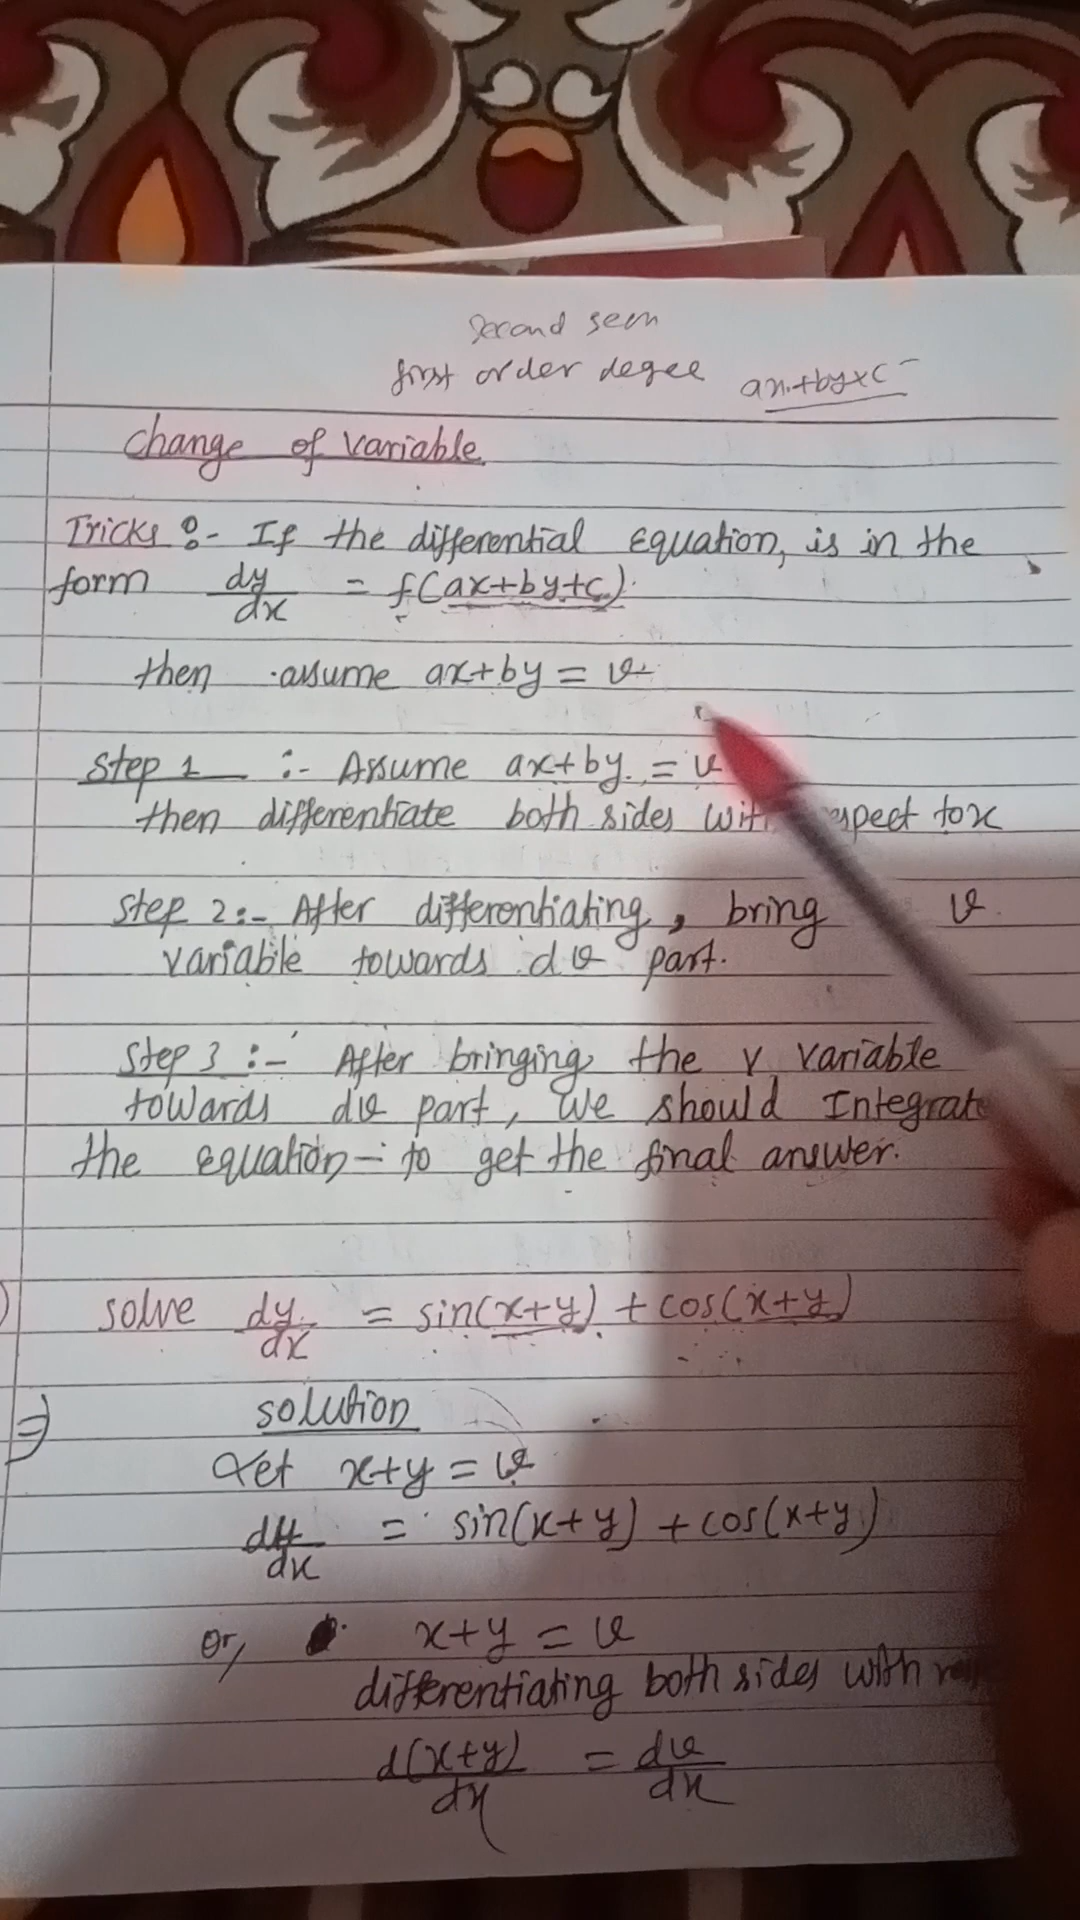 Second sem
first order degee ax+by+c
Change of variable
Tricks :- If the differential Equation, is in the
form dy/dx = f(ax+by+c).
then assume ax+by = v
Step 1 :- Assume ax+by = v
then differentiate both sides to x
Step 2:- After differentiating, bring v
variable towards dv part.
Step 3 :- After bringing the v variable
towards dv part, we should Integrat
the equation - to get the final answer.
solve dy/dx = sin(x+y) + cos(x+y)
⇒ solution
Let x+y = v
dy/dx = sin(x+y) + cos(x+y)
or, x+y = v
differentiating both sides with
d(x+y)/dx = dv/dx